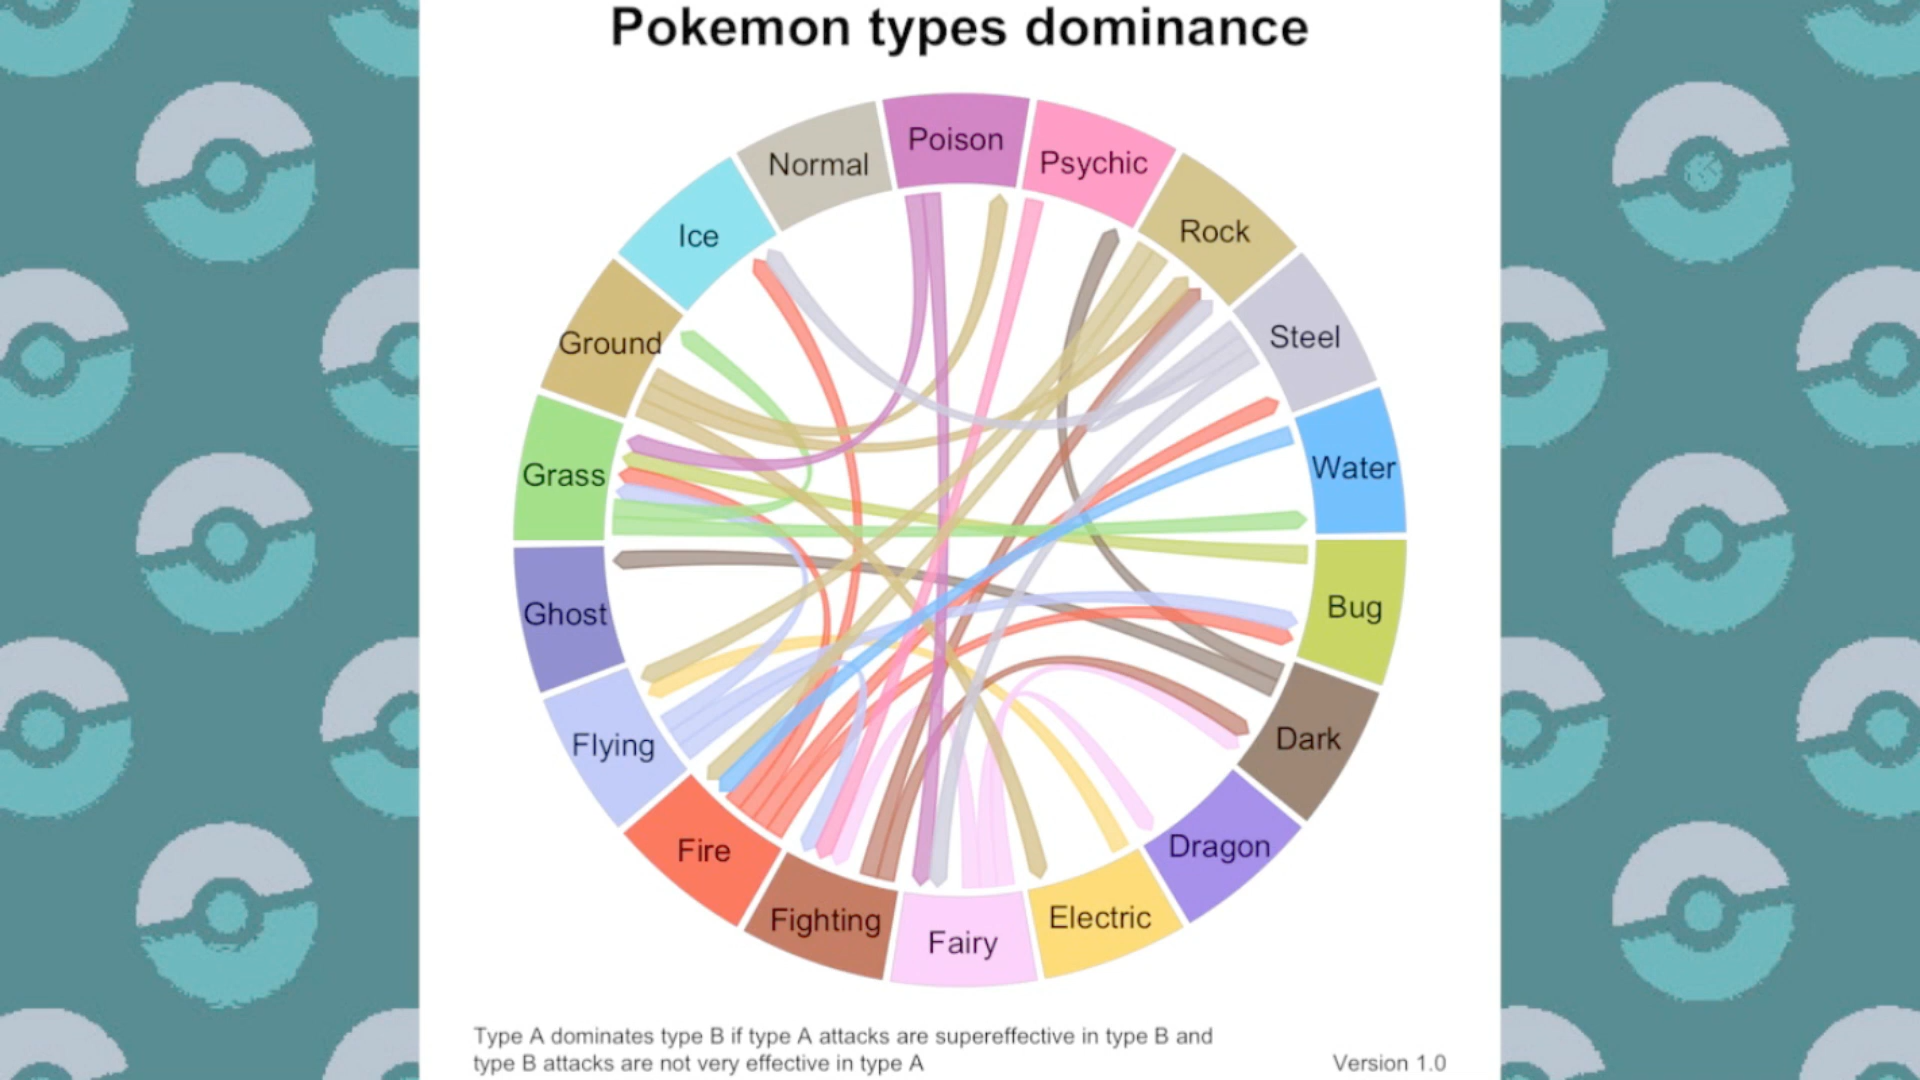 Pokemon types dominance
Poison
Psychic
Normal
Rock
Ice
Steel
Ground
Water
Grass
Bug
Ghost
Dark
Flying
Dragon
Fire
Electric
Fighting
Fairy
Type A dominates type B if type A attacks are supereffective in type B and
type B attacks are not very effective in type A
Version 1.0